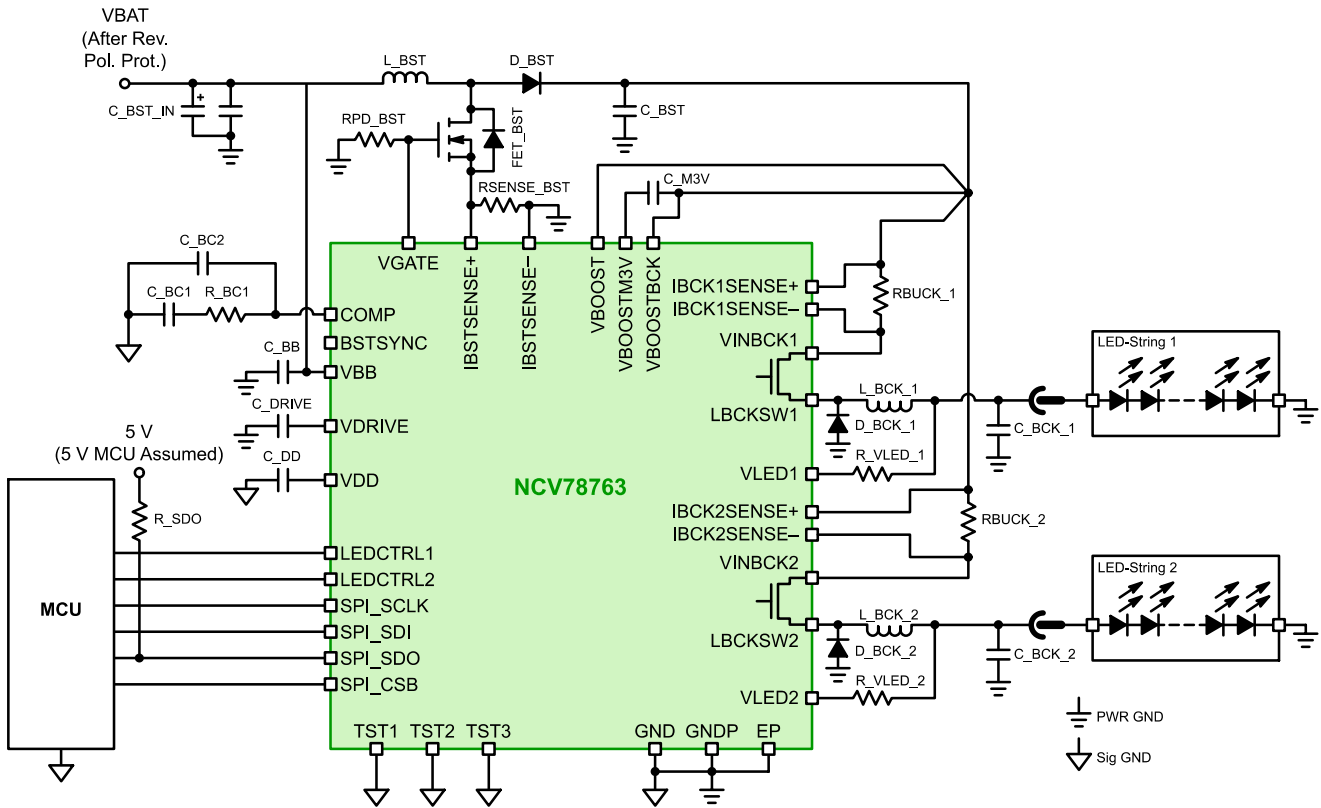 VBAT
(After Rev.
Pol. Prot.)
L_BST
D_BST
C_BST_IN
+
C_BST
RPD_BST
FET_BST
RSENSE_BST
C_M3V
C_BC2
C_BC1
R_BC1
C_BB
C_DRIVE
C_DD
5 V
(5 V MCU Assumed)
R_SDO
MCU
VGATE
IBSTSENSE+
IBSTSENSE–
VBOOST
VBOOSTM3V
VBOOSTBCK
COMP
BSTSYNC
VBB
VDRIVE
VDD
LEDCTRL1
LEDCTRL2
SPI_SCLK
SPI_SDI
SPI_SDO
SPI_CSB
NCV78763
TST1
TST2
TST3
GND
GNDP
EP
IBCK1SENSE+
IBCK1SENSE–
VINBCK1
LBCKSW1
VLED1
IBCK2SENSE+
IBCK2SENSE–
VINBCK2
LBCKSW2
VLED2
RBUCK_1
L_BCK_1
D_BCK_1
R_VLED_1
C_BCK_1
LED-String 1
RBUCK_2
L_BCK_2
D_BCK_2
R_VLED_2
C_BCK_2
LED-String 2
PWR GND
Sig GND